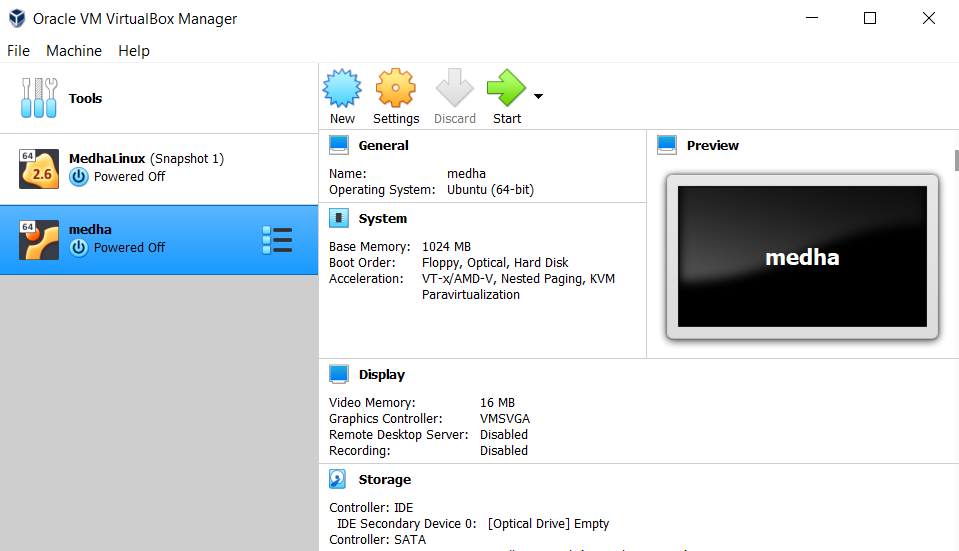 Oracle VM VirtualBox Manager
File Machine Help
Tools
64
2.6
MedhaLinux (Snapshot 1)
Powered Off
64
medha
Powered Off
New Settings Discard Start
General
Name: medha
Operating System: Ubuntu (64-bit)
System
Base Memory: 1024 MB
Boot Order: Floppy, Optical, Hard Disk
Acceleration: VT-x/AMD-V, Nested Paging, KVM
Paravirtualization
Preview
medha
Display
Video Memory: 16 MB
Graphics Controller: VMSVGA
Remote Desktop Server: Disabled
Recording: Disabled
Storage
Controller: IDE
IDE Secondary Device 0: [Optical Drive] Empty
Controller: SATA